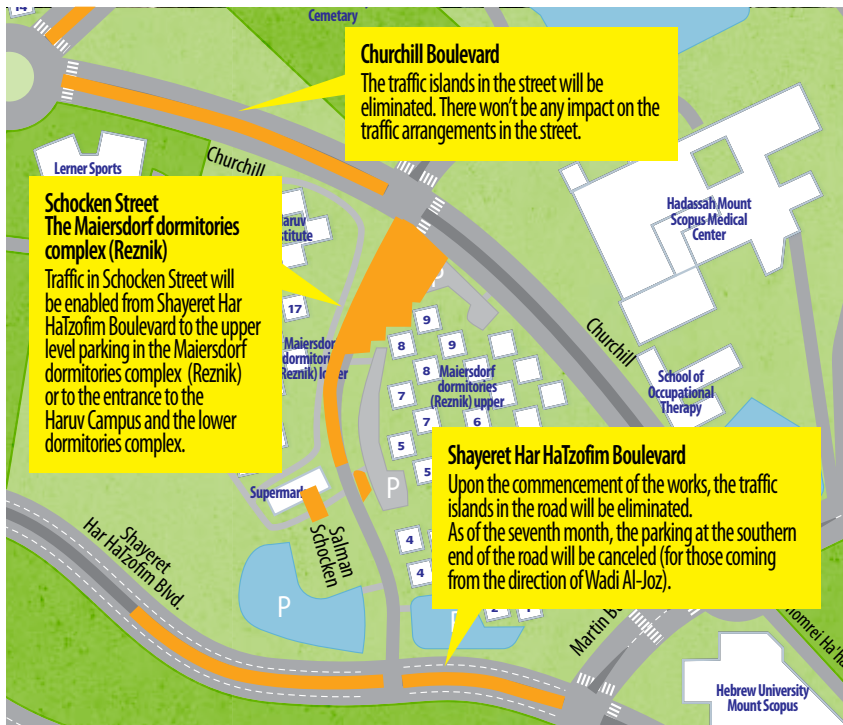 14
Cemetary
Churchill Boulevard
The traffic islands in the street will be
eliminated. There won't be any impact on the
traffic arrangements in the street.
Churchill
Lerner Sports
Schocken Street
The Maiersdorf dormitories
complex (Reznik)
Traffic in Schocken Street will
be enabled from Shayeret Har
HaTzofim Boulevard to the upper
level parking in the Maiersdorf
dormitories complex (Reznik)
or to the entrance to the
Haruv Campus and the lower
dormitories complex.
Hadassah Mount
Scopus Medical
Center
17
P
9
8
9
8
7
7
6
5
5
Maiersdorf
dormitories
(Reznik) upper
Churchill
School of
Occupational
Therapy
Shayeret Har HaTzofim Boulevard
Upon the commencement of the works, the traffic
islands in the road will be eliminated.
As of the seventh month, the parking at the southern
end of the road will be canceled (for those coming
from the direction of Wadi Al-Joz).
P
Salman
Schocken
4
4
Shayeret
Har HaTzofim Blvd.
P
Martin
Hebrew University
Mount Scopus